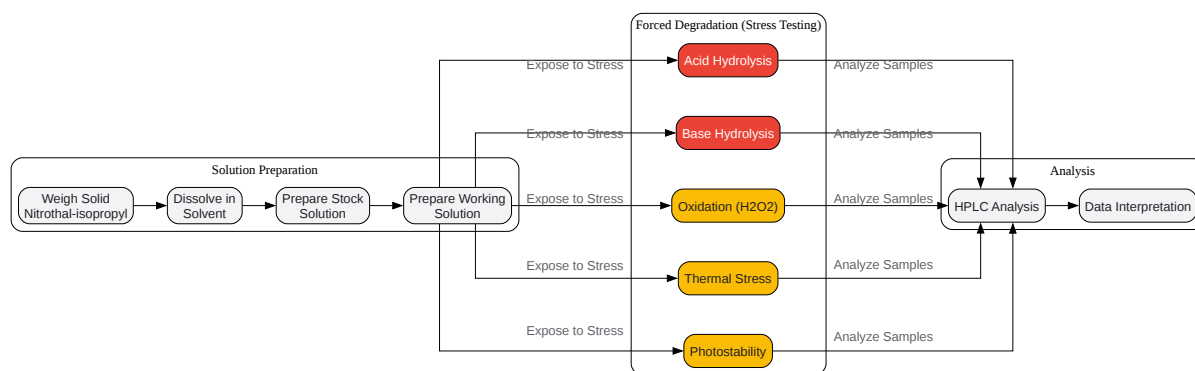 Forced Degradation (Stress Testing)
Expose to Stress
Acid Hydrolysis
Analyze Samples
Expose to Stress
Base Hydrolysis
Analyze Samples
Solution Preparation
Analysis
Weigh Solid
Nitrothal-isopropyl
Dissolve in
Solvent
Prepare Stock
Solution
Prepare Working
Solution
Expose to Stress
Oxidation (H2O2)
Analyze Samples
HPLC Analysis
Data Interpretation
Expose to Stress
Thermal Stress
Analyze Samples
Expose to Stress
Photostability
Analyze Samples